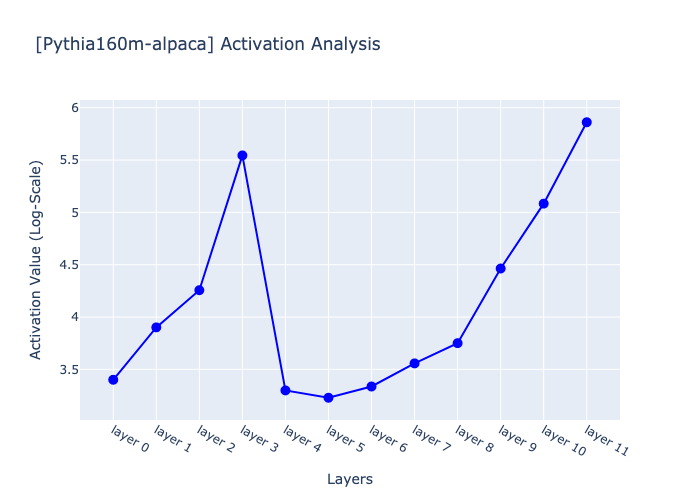 [Pythia160m-alpaca] Activation Analysis
6
5.5
5
4.5
4
3.5
Activation Value (Log-Scale)
layer 0
layer 1
layer 2
layer 3
layer 4
layer 5
layer 6
layer 7
layer 8
layer 9
layer 10
layer 11
Layers